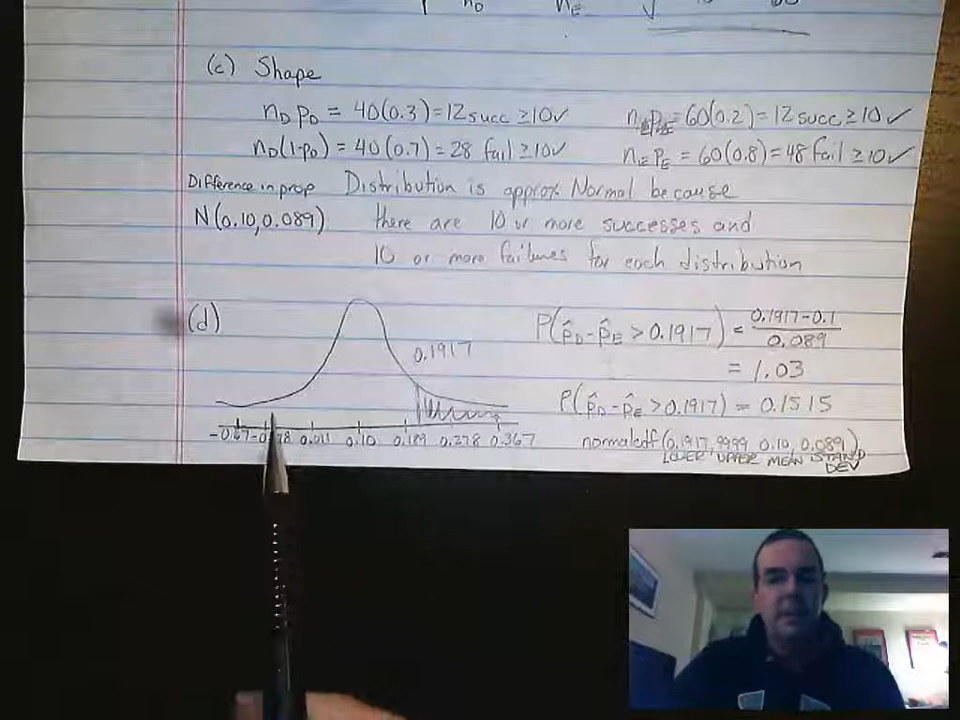 n_D n_E √
(c) Shape
n_D p_D = 40(0.3) = 12 succ ≥ 10 ✓ n_E p_E = 60(0.2) = 12 succ ≥ 10 ✓
n_D(1-p_D) = 40(0.7) = 28 fail ≥ 10 ✓ n_E p_E = 60(0.8) = 48 fail ≥ 10 ✓
Difference in prop Distribution is approx Normal because
N(0.10, 0.089) there are 10 or more successes and
10 or more failures for each distribution
(d) P(p̂_D - p̂_E > 0.1917) = 0.1917-0.1 / 0.089
0.1917
= 1.03
P(p̂_D - p̂_E > 0.1917) = 0.1515
-0.167 0.011 0.10 0.189 0.278 0.367
normalcdf(0.1917, 9999, 0.10, 0.089)
LOWER UPPER MEAN STAND
DEV